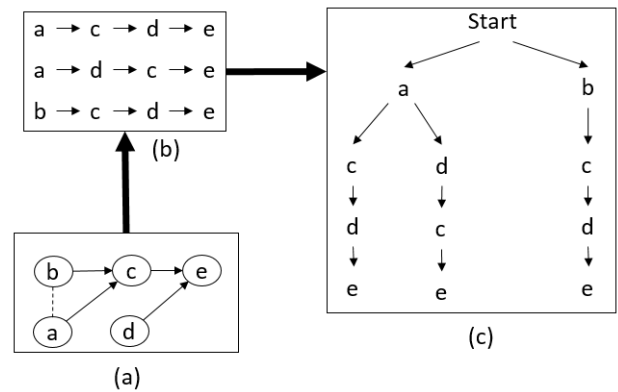 a → c → d → e
a → d → c → e
b → c → d → e
(b)
b c e
a d
(a)
Start
a b
c d c
d c d
e e e
(c)